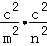 c²/m² · c²/n²